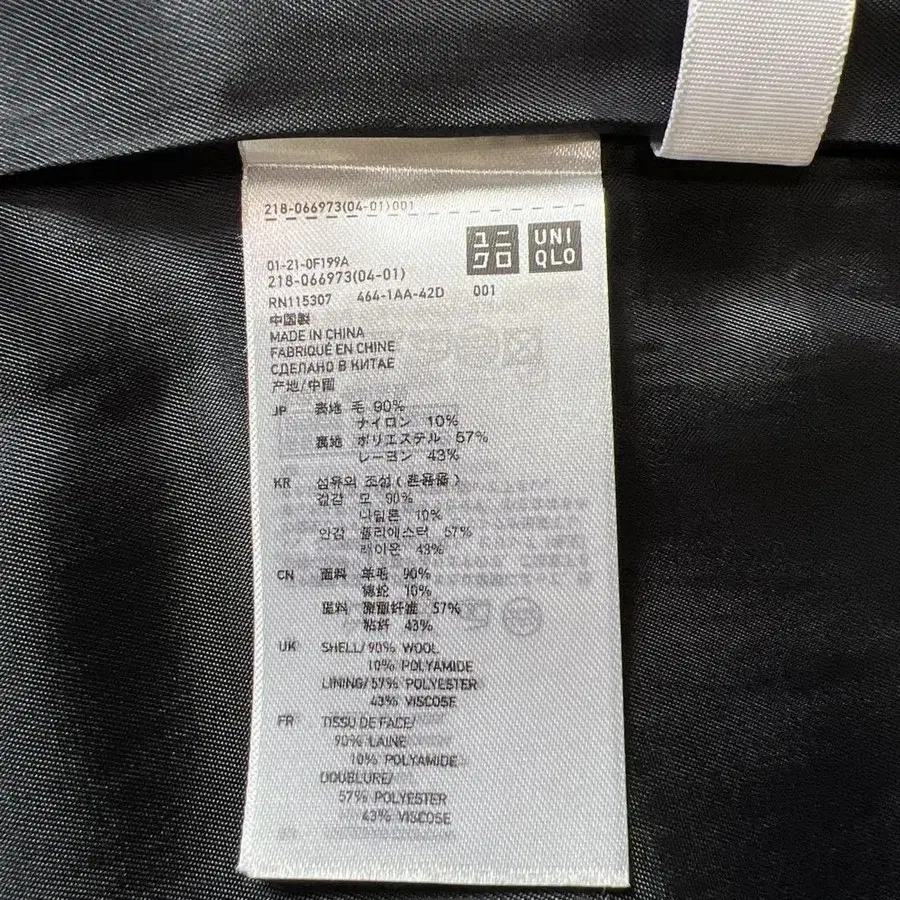 218-066973(04-01)001
ユニクロ
UNIQLO
01-21-0F199A
218-066973(04-01)
RN115307 464-1AA-42D 001
中国製
MADE IN CHINA
FABRIQUÉ EN CHINE
СДЕЛАНО В КИТАЕ
产地/中国
JP 表地 毛 90%
ナイロン 10%
裏地 ポリエステル 57%
レーヨン 43%
KR 섬유의 조성(혼용율)
겉감 모 90%
나일론 10%
안감 폴리에스터 57%
레이온 43%
CN 面料 羊毛 90%
锦纶 10%
里料 聚酯纤维 57%
粘纤 43%
UK SHELL/90% WOOL
10% POLYAMIDE
LINING/57% POLYESTER
43% VISCOSE
FR TISSU DE FACE/
90% LAINE
10% POLYAMIDE
DOUBLURE/
57% POLYESTER
43% VISCOSE